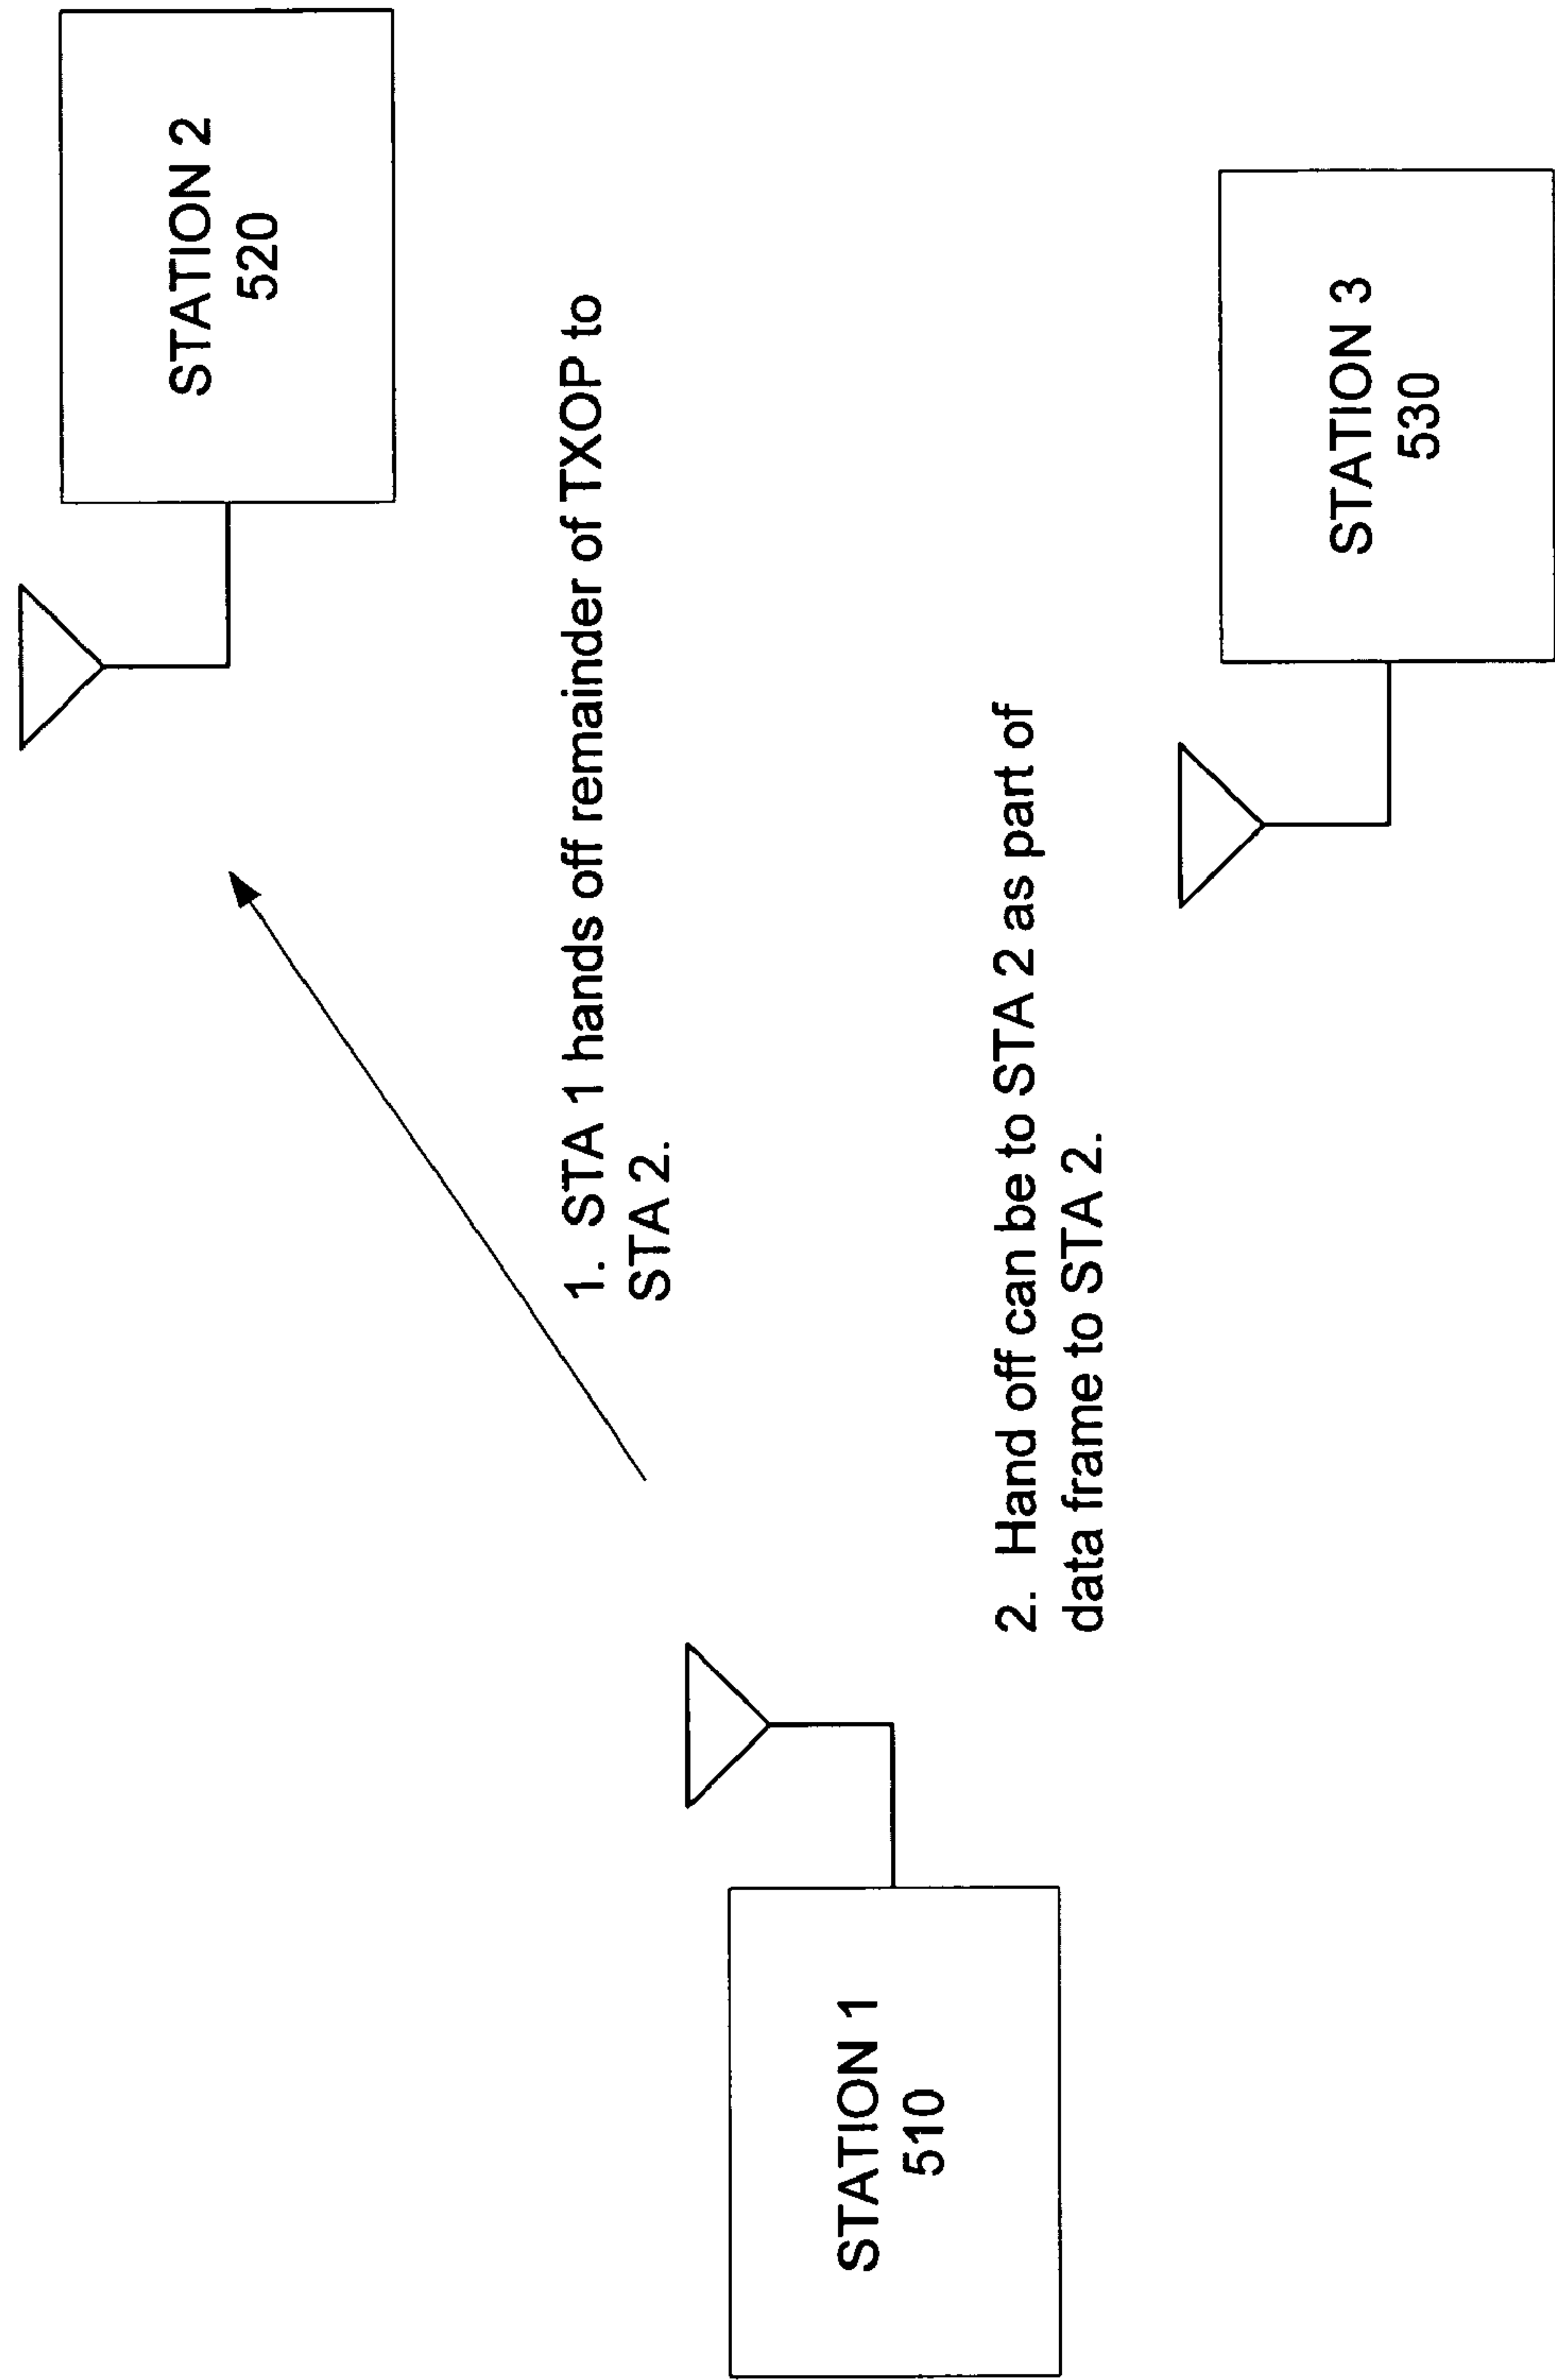 STATION 2
520
1. STA 1 hands off remainder of TXOP to
STA 2.
STATION 1
510
2. Hand off can be to STA 2 as part of
data frame to STA 2.
STATION 3
530